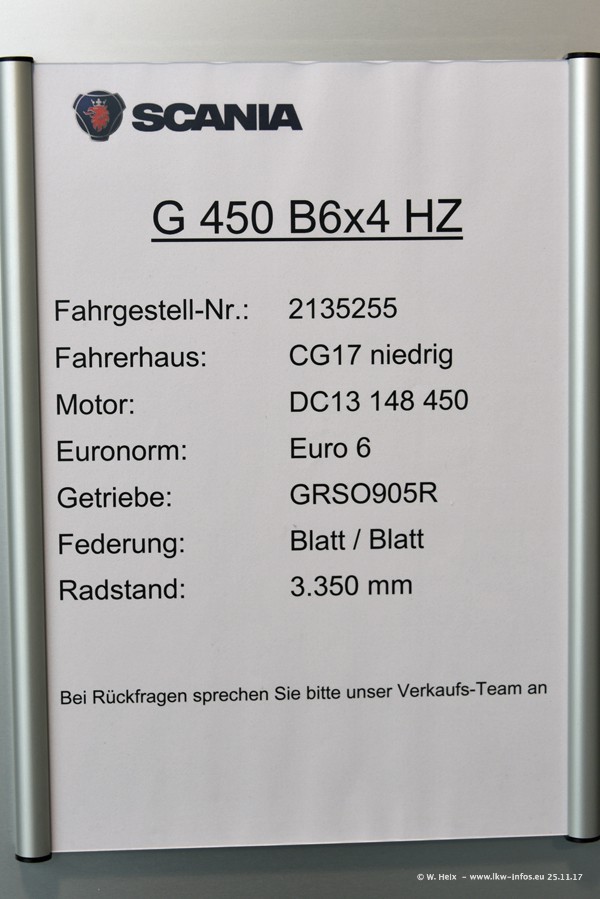 SCANIA
G 450 B6x4 HZ
Fahrgestell-Nr.: 2135255
Fahrerhaus: CG17 niedrig
Motor: DC13 148 450
Euronorm: Euro 6
Getriebe: GRSO905R
Federung: Blatt / Blatt
Radstand: 3.350 mm
Bei Rückfragen sprechen Sie bitte unser Verkaufs-Team an
© W. Heix - www.lkw-infos.eu 25.11.17